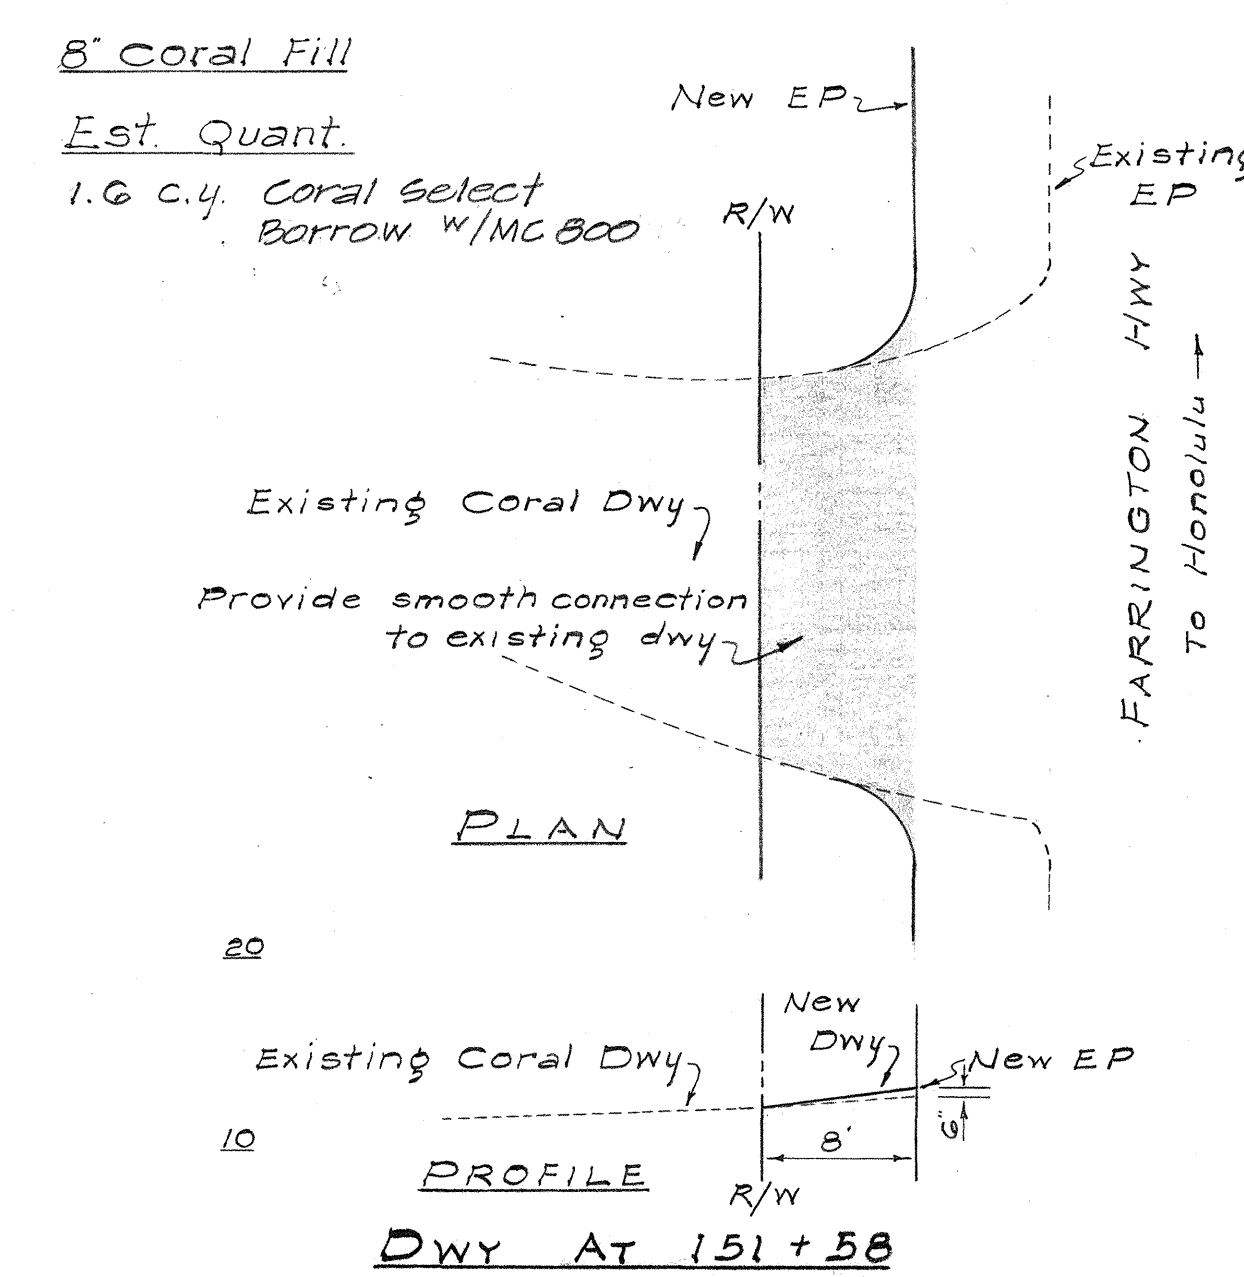 8" Coral Fill
Est. Quant.
1.6 c.y. Coral Select
Borrow w/MC 800
New EP
Existing
EP
R/W
FARRINGTON HWY
To Honolulu →
Existing Coral Dwy
Provide smooth connection
to existing dwy
PLAN
20
New
Dwy
Existing Coral Dwy
New EP
6"
10
8'
PROFILE
R/W
DWY AT 151 + 58